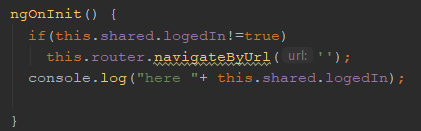 ngOnInit() {
if(this.shared.logedIn!=true)
this.router.navigateByUrl( url: '');
console.log("here "+ this.shared.logedIn);
}